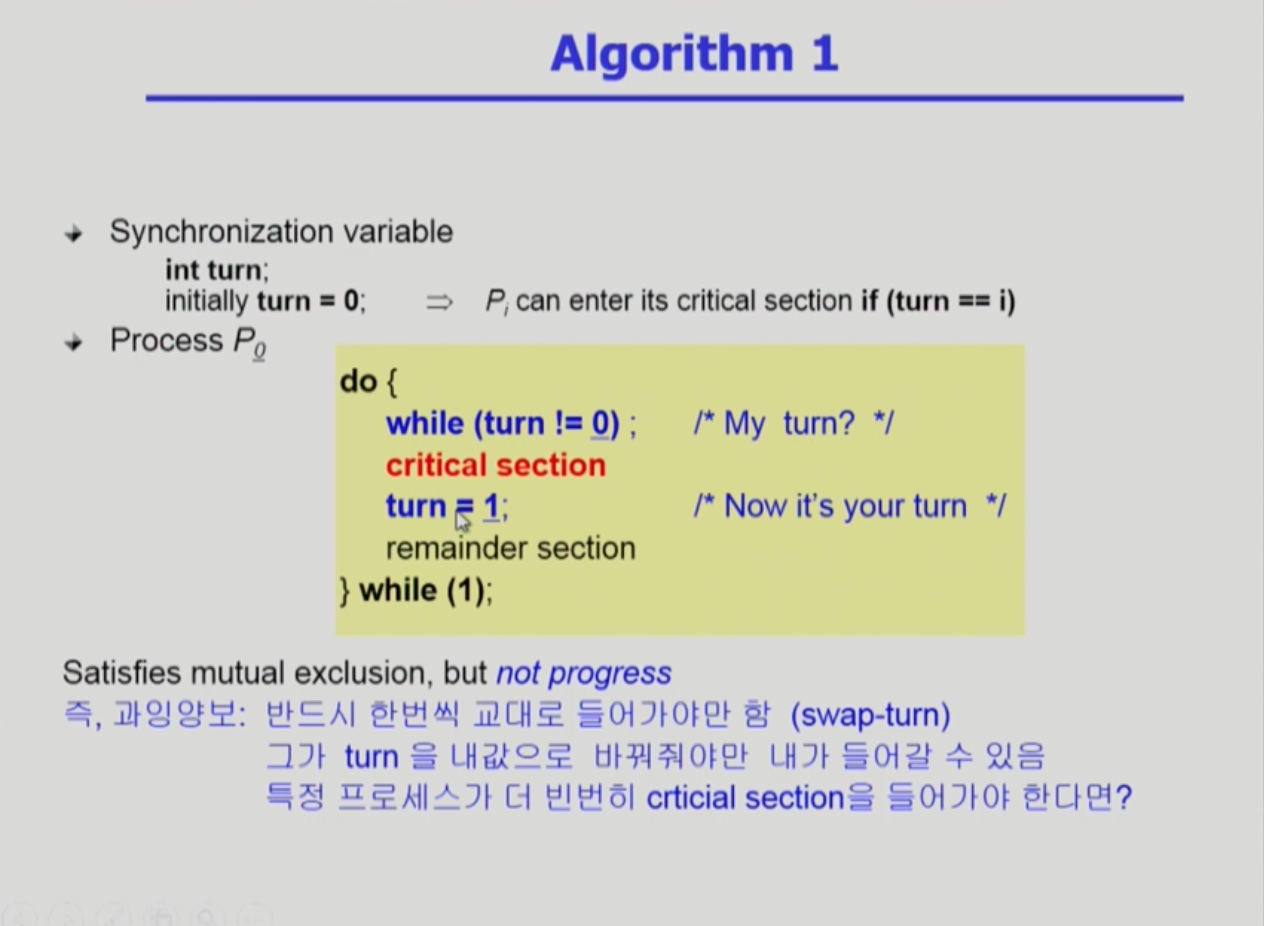 Algorithm 1
Synchronization variable
int turn;
initially turn = 0; ⇒ Pi can enter its critical section if (turn == i)
Process P0
do {
while (turn != 0) ; /* My turn? */
critical section
turn = 1; /* Now it's your turn */
remainder section
} while (1);
Satisfies mutual exclusion, but not progress
즉, 과잉양보: 반드시 한번씩 교대로 들어가야만 함 (swap-turn)
그가 turn 을 내값으로 바꿔줘야만 내가 들어갈 수 있음
특정 프로세스가 더 빈번히 crticial section을 들어가야 한다면?